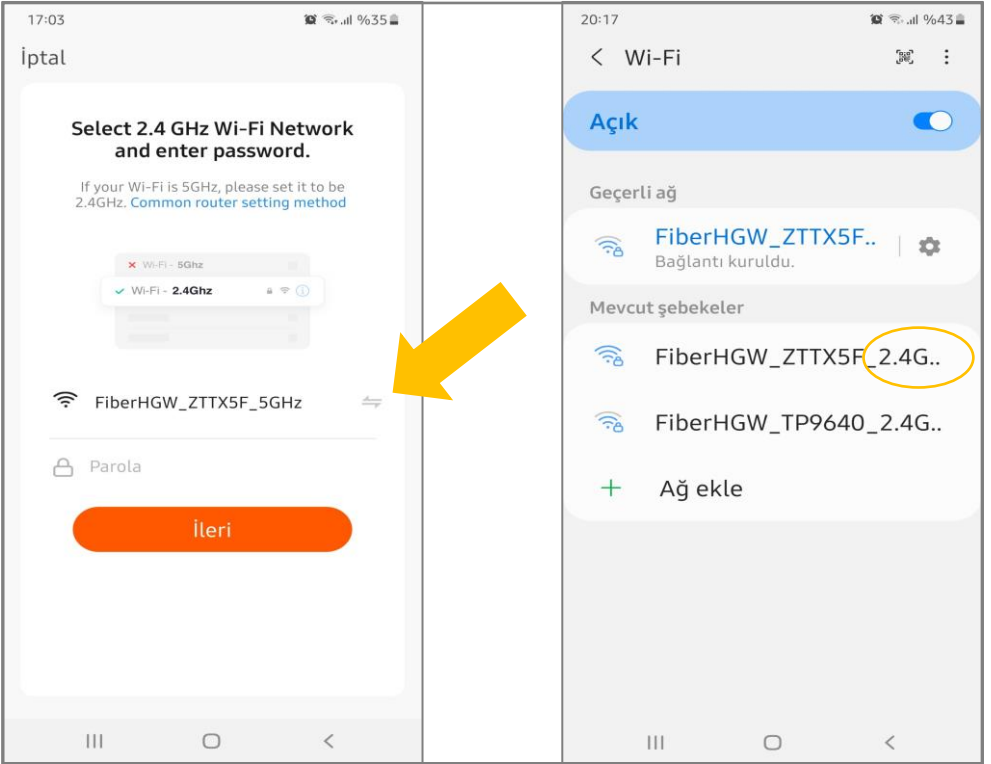 17:03
%35
İptal
Select 2.4 GHz Wi-Fi Network
and enter password.
If your Wi-Fi is 5GHz, please set it to be
2.4GHz. Common router setting method
Wi-Fi - 5Ghz
Wi-Fi - 2.4Ghz
FiberHGW_ZTTX5F_5GHz
Parola
İleri
20:17
%43
Wi-Fi
Açık
Geçerli ağ
FiberHGW_ZTTX5F..
Bağlantı kuruldu.
Mevcut şebekeler
FiberHGW_ZTTX5F_2.4G..
FiberHGW_TP9640_2.4G..
Ağ ekle